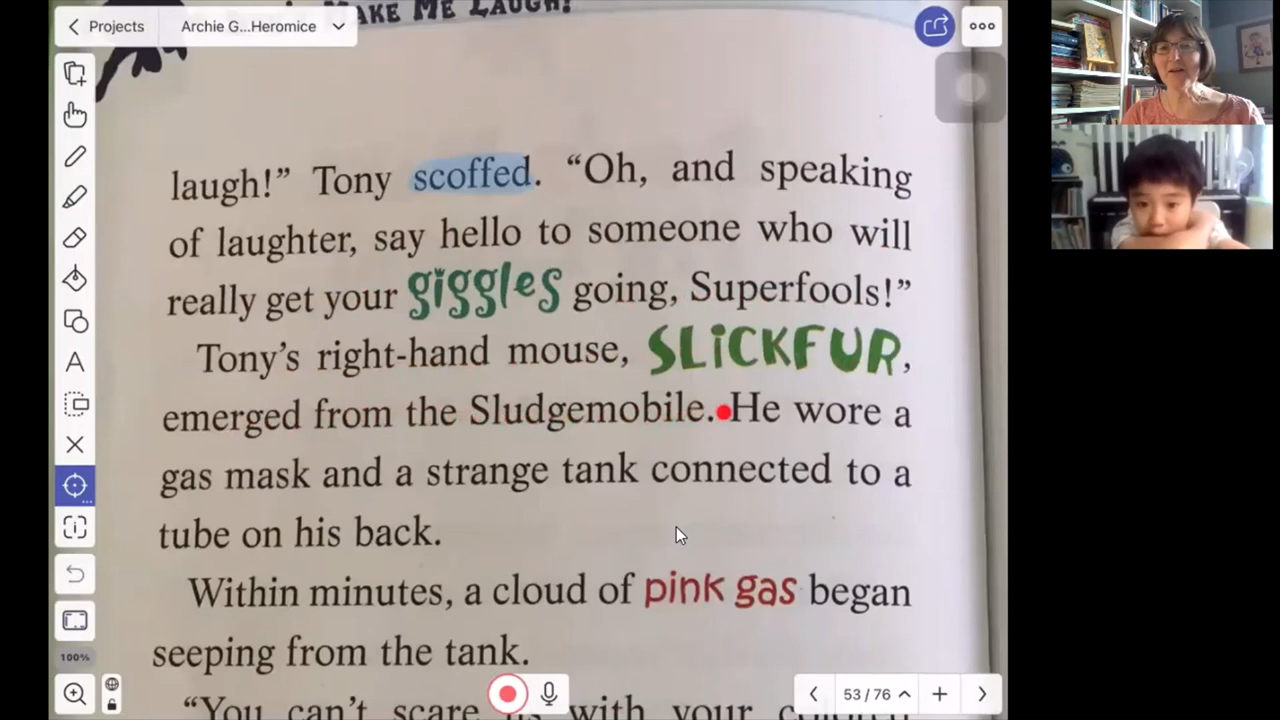 MAKE ME LAUGH!
Projects
Archie G...Heromice
laugh!” Tony scoffed. “Oh, and speaking
of laughter, say hello to someone who will
really get your giggles going, Superfools!”
Tony’s right-hand mouse, SLiCKFUR,
emerged from the Sludgemobile. He wore a
gas mask and a strange tank connected to a
tube on his back.
Within minutes, a cloud of pink gas began
seeping from the tank.
“You can’t scare us with your
100%
53 / 76